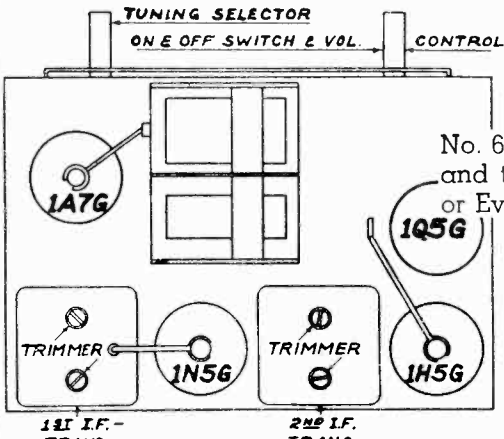 TUNING SELECTOR
ON E OFF SWITCH & VOL. CONTROL
1A7G
No. 6
and t
or Ev
1Q5G
TRIMMER
1N5G
TRIMMER
1H5G
1ST I.F.-
2ND I.F.